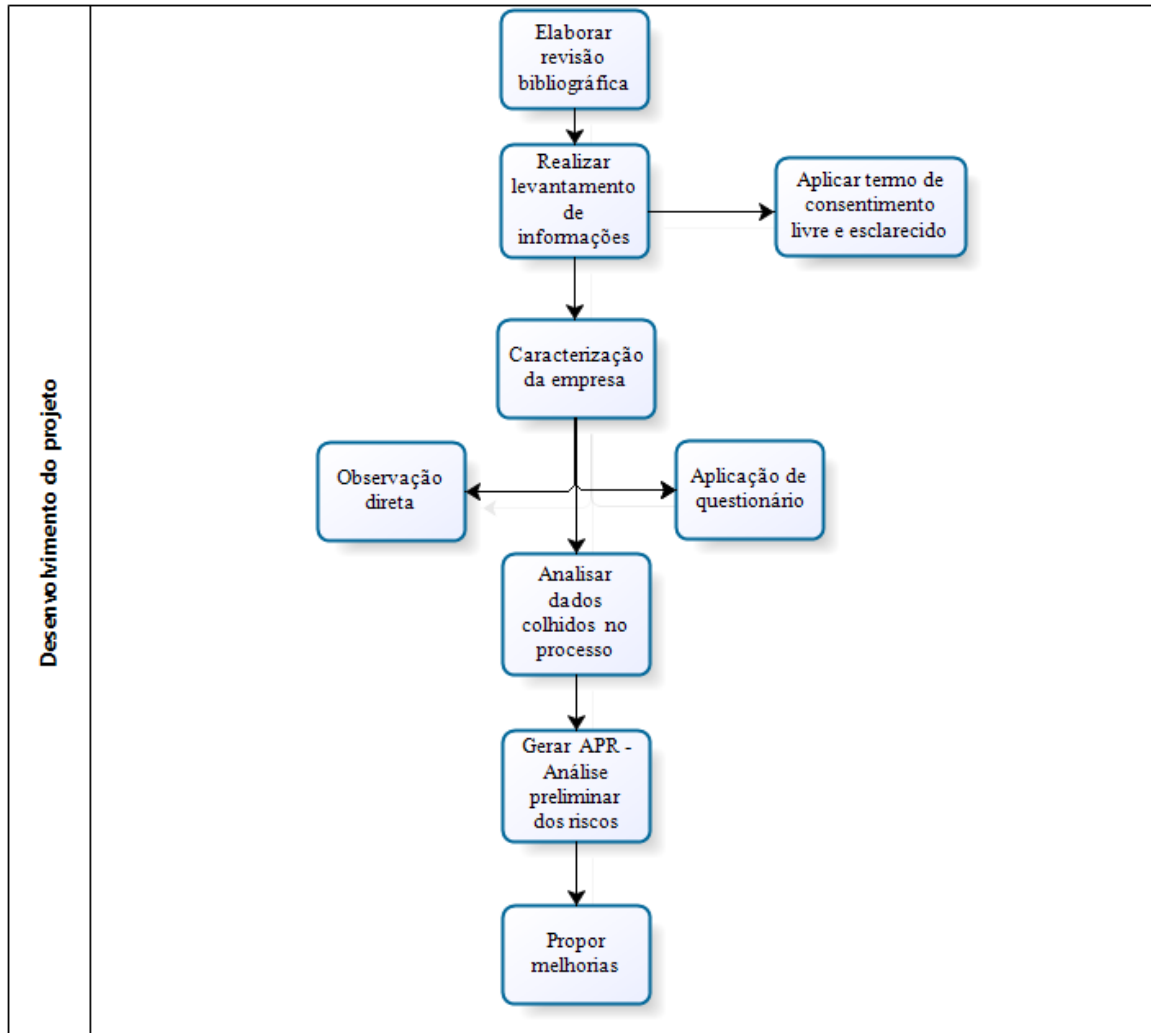 Desenvolvimento do projeto
Elaborar
revisão
bibliográfica
Realizar
levantamento
de
informações
Aplicar termo de
consentimento
livre e esclarecido
Caracterização
da empresa
Observação
direta
Aplicação de
questionário
Analisar
dados
colhidos no
processo
Gerar APR -
Análise
preliminar
dos riscos
Propor
melhorias